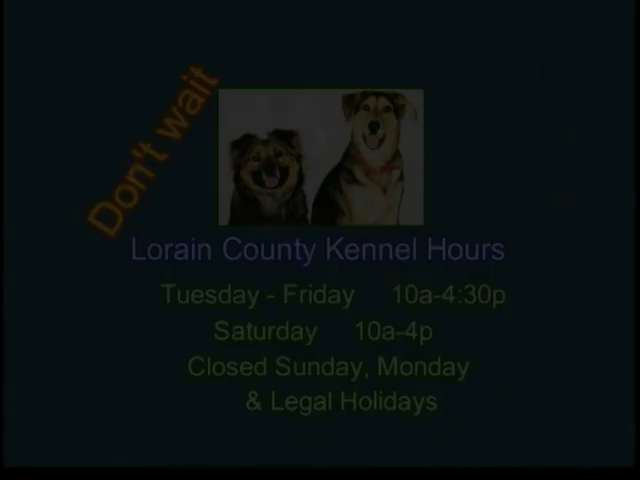 Don't wait
Lorain County Kennel Hours
Tuesday - Friday 10a-4:30p
Saturday 10a-4p
Closed Sunday, Monday
& Legal Holidays